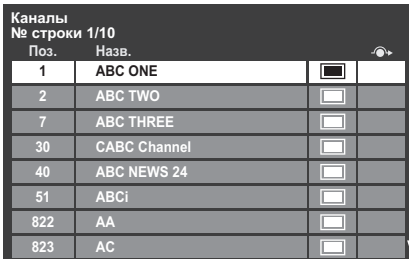 Каналы
№ строки 1/10
Поз. Назв.
1 ABC ONE
2 ABC TWO
7 ABC THREE
30 CABC Channel
40 ABC NEWS 24
51 ABCi
822 AA
823 AC